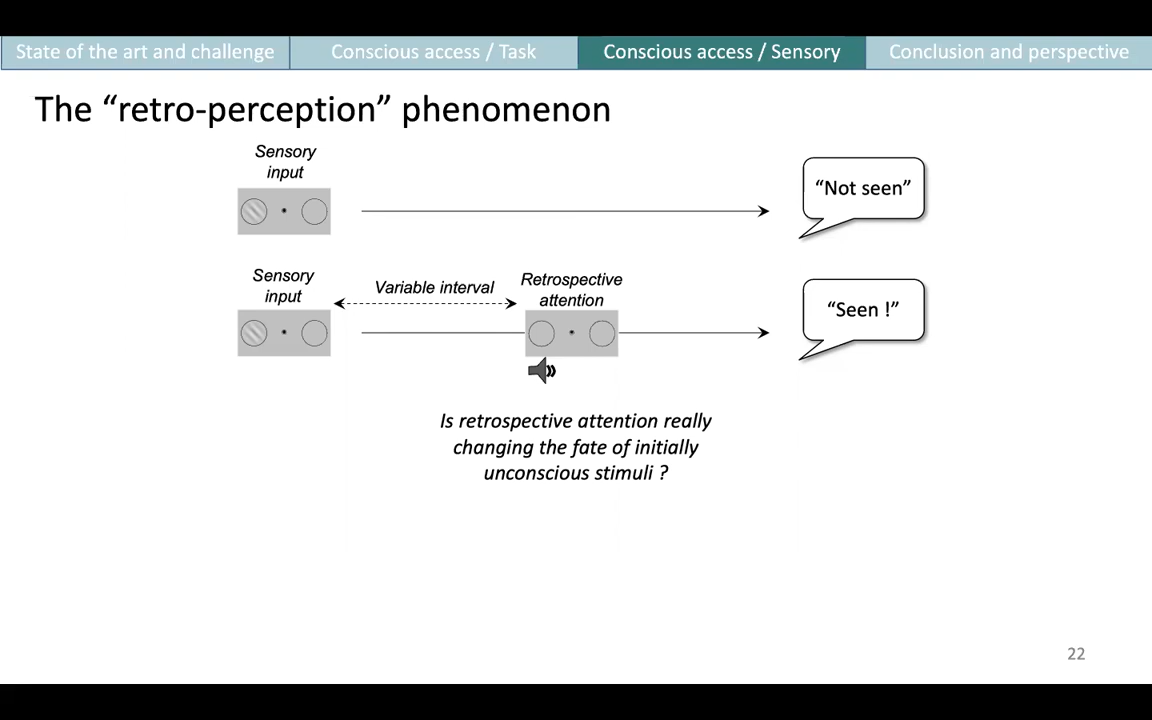 State of the art and challenge
Conscious access / Task
Conscious access / Sensory
Conclusion and perspective
The “retro-perception” phenomenon
Sensory
input
“Not seen”
Sensory
input
Variable interval
Retrospective
attention
“Seen !”
Is retrospective attention really
changing the fate of initially
unconscious stimuli ?
22